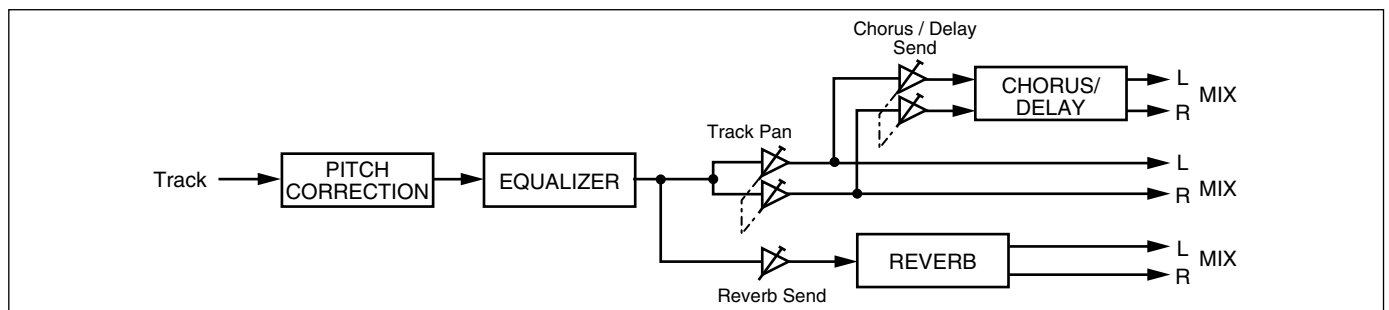 Chorus / Delay
Send
CHORUS/
DELAY
L
R
MIX
Track Pan
Track
PITCH
CORRECTION
EQUALIZER
L
R
MIX
Reverb Send
REVERB
L
R
MIX